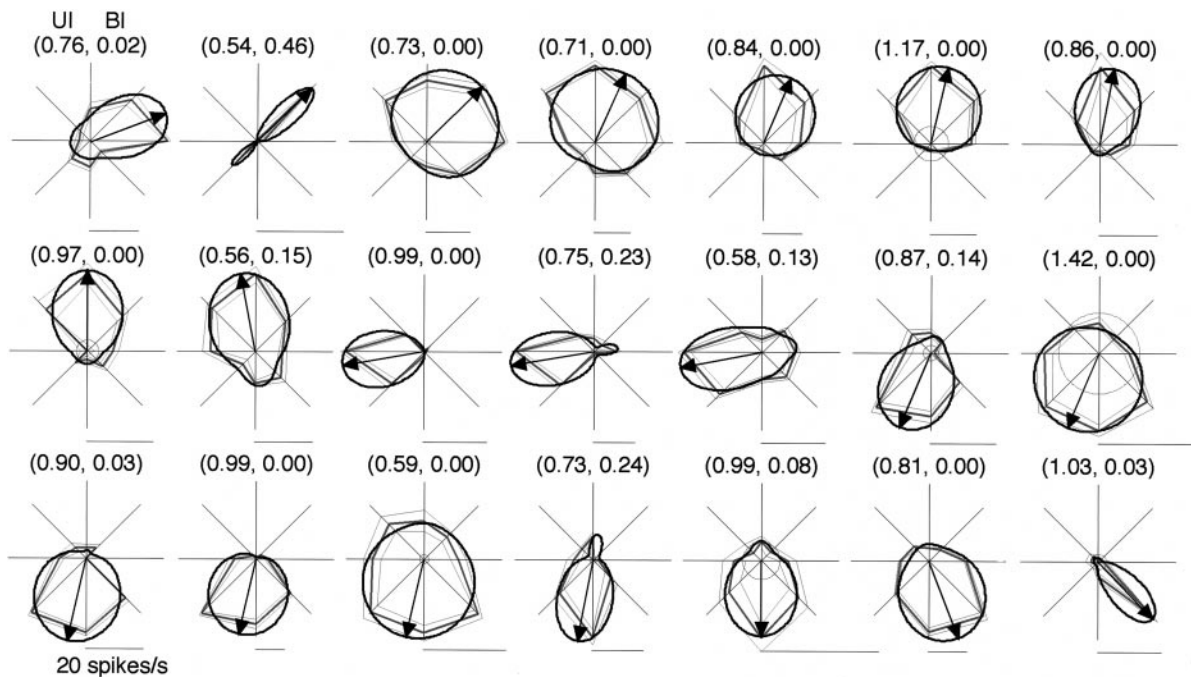 UI BI
(0.76, 0.02) (0.54, 0.46) (0.73, 0.00) (0.71, 0.00) (0.84, 0.00) (1.17, 0.00) (0.86, 0.00)
(0.97, 0.00) (0.56, 0.15) (0.99, 0.00) (0.75, 0.23) (0.58, 0.13) (0.87, 0.14) (1.42, 0.00)
(0.90, 0.03) (0.99, 0.00) (0.59, 0.00) (0.73, 0.24) (0.99, 0.08) (0.81, 0.00) (1.03, 0.03)
20 spikes/s